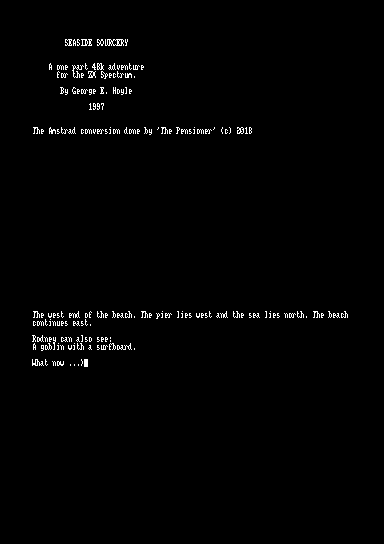 SEASIDE SOURCERY
A one part 48k adventure
for the ZX Spectrum.
By George E. Hoyle
1997
The Amstrad conversion done by 'The Pensioner' (c) 2018
The west end of the beach. The pier lies west and the sea lies north. The beach
continues east.
Rodney can also see:
A goblin with a surfboard.
What now ...>